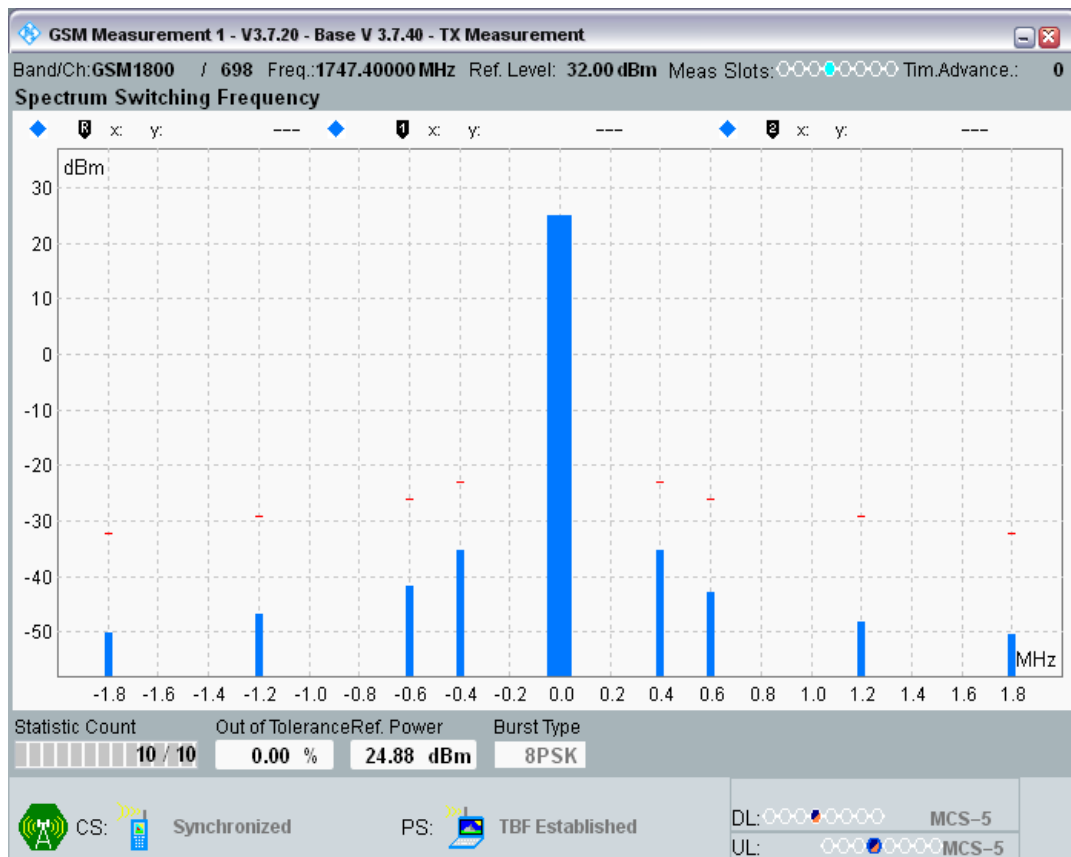 GSM Measurement 1 - V3.7.20 - Base V 3.7.40 - TX Measurement
Band/Ch:GSM1800 / 698 Freq.:1747.40000 MHz Ref. Level: 32.00 dBm Meas Slots: Tim.Advance.: 0
Spectrum Switching Frequency
R x: y: --- 1 x: y: --- 2 x: y: ---
dBm
30
20
10
0
-10
-20
-30
-40
-50
MHz
-1.8 -1.6 -1.4 -1.2 -1.0 -0.8 -0.6 -0.4 -0.2 0.0 0.2 0.4 0.6 0.8 1.0 1.2 1.4 1.6 1.8
Statistic Count Out of Tolerance Ref. Power Burst Type
10 / 10 0.00 % 24.88 dBm 8PSK
CS: Synchronized PS: TBF Established DL: MCS-5
UL: MCS-5